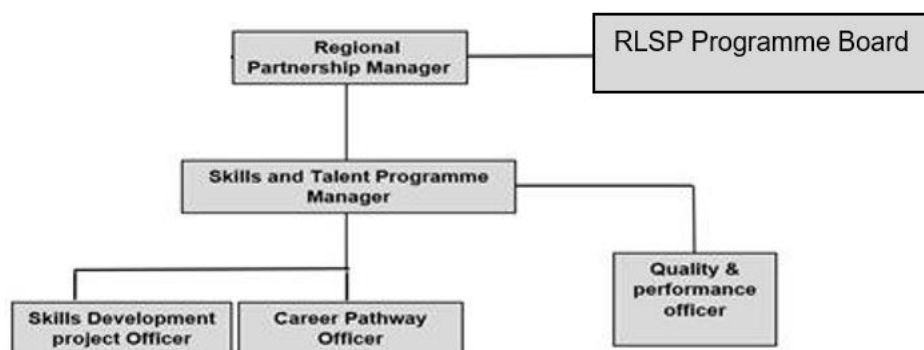 Regional
Partnership Manager
RLSP Programme Board
Skills and Talent Programme
Manager
Quality &
performance
officer
Skills Development
project Officer
Career Pathway
Officer